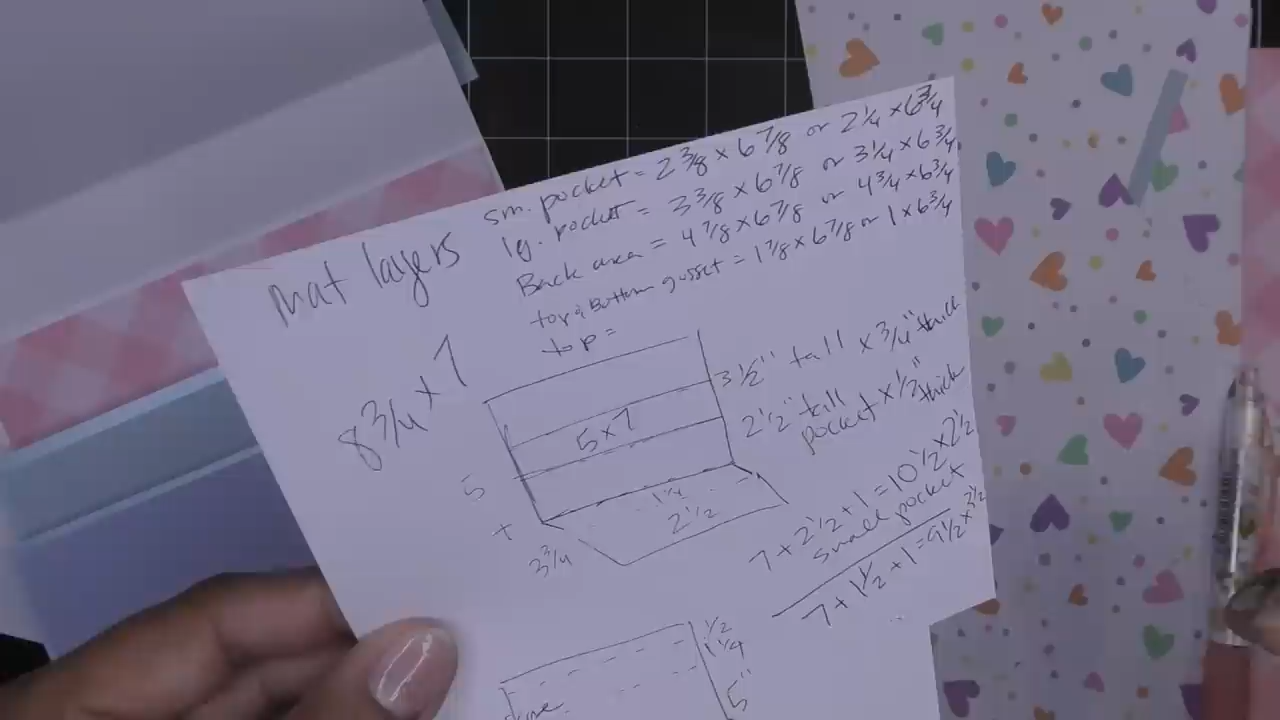 Mat layers
sm. pocket = 2 3/8 x 6 7/8 or 2 1/4 x 6 3/4
lg. pocket = 3 3/8 x 6 7/8 or 3 1/4 x 6 3/4
Back area = 4 7/8 x 6 7/8 or 4 3/4 x 6 3/4
top & Bottom gusset = 1 7/8 x 6 7/8 or 1 x 6 3/4
top =
8 3/4 x 7
3 1/2" tall x 3/4" thick
5 x 7
2 1/2" tall
pocket x 1/2" thick
5
+
3 3/4
1 1/4
2 1/2
7 + 2 1/2 + 1 = 10 1/2 x 2 1/2
small pocket
7 + 1 1/2 + 1 = 9 1/2 x 3 1/2
1/2
1 1/4
5"